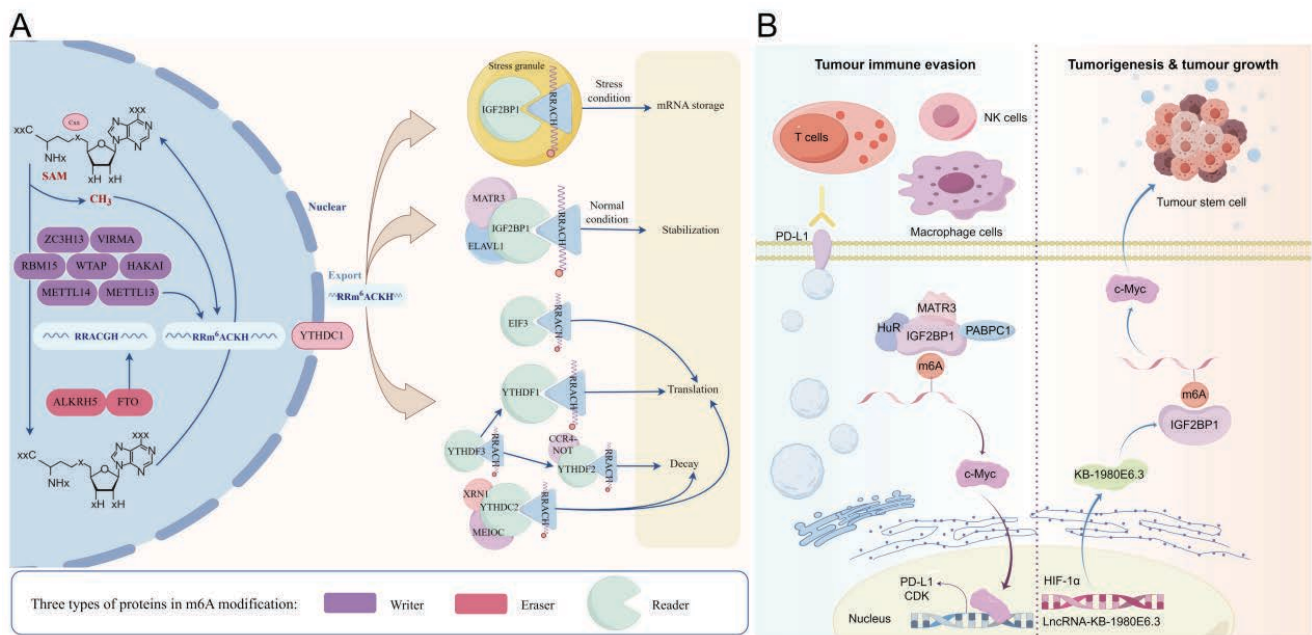 A
xxx
Cxx
xxC
X
NHx
xH
xH
SAM
CH3
ZC3H13
VIRMA
RBM15
WTAP
HAKAI
METTL14
METTL13
RRACGH
RRm6ACKH
YTHDC1
ALKRH5
FTO
xxx
xxC
X
NHx
xH
xH
Nuclear
Export
RRm6ACKH
Stress granule
IGF2BP1
RRACH
Stress
condition
mRNA storage
MATR3
IGF2BP1
ELAVL1
RRACH
Normal
condition
Stabilization
EIF3
RRACH
YTHDF1
RRACH
Translation
YTHDF3
RRACH
CCR4-
NOT
YTHDF2
RRACH
Decay
XRN1
YTHDC2
MEIOC
RRACH
Three types of proteins in m6A modification:
Writer
Eraser
Reader
B
Tumour immune evasion
T cells
NK cells
Macrophage cells
PD-L1
MATR3
HuR
IGF2BP1
PABPC1
m6A
c-Myc
PD-L1
CDK
Nucleus
Tumorigenesis & tumour growth
Tumour stem cell
c-Myc
m6A
IGF2BP1
KB-1980E6.3
HIF-1α
LncRNA-KB-1980E6.3